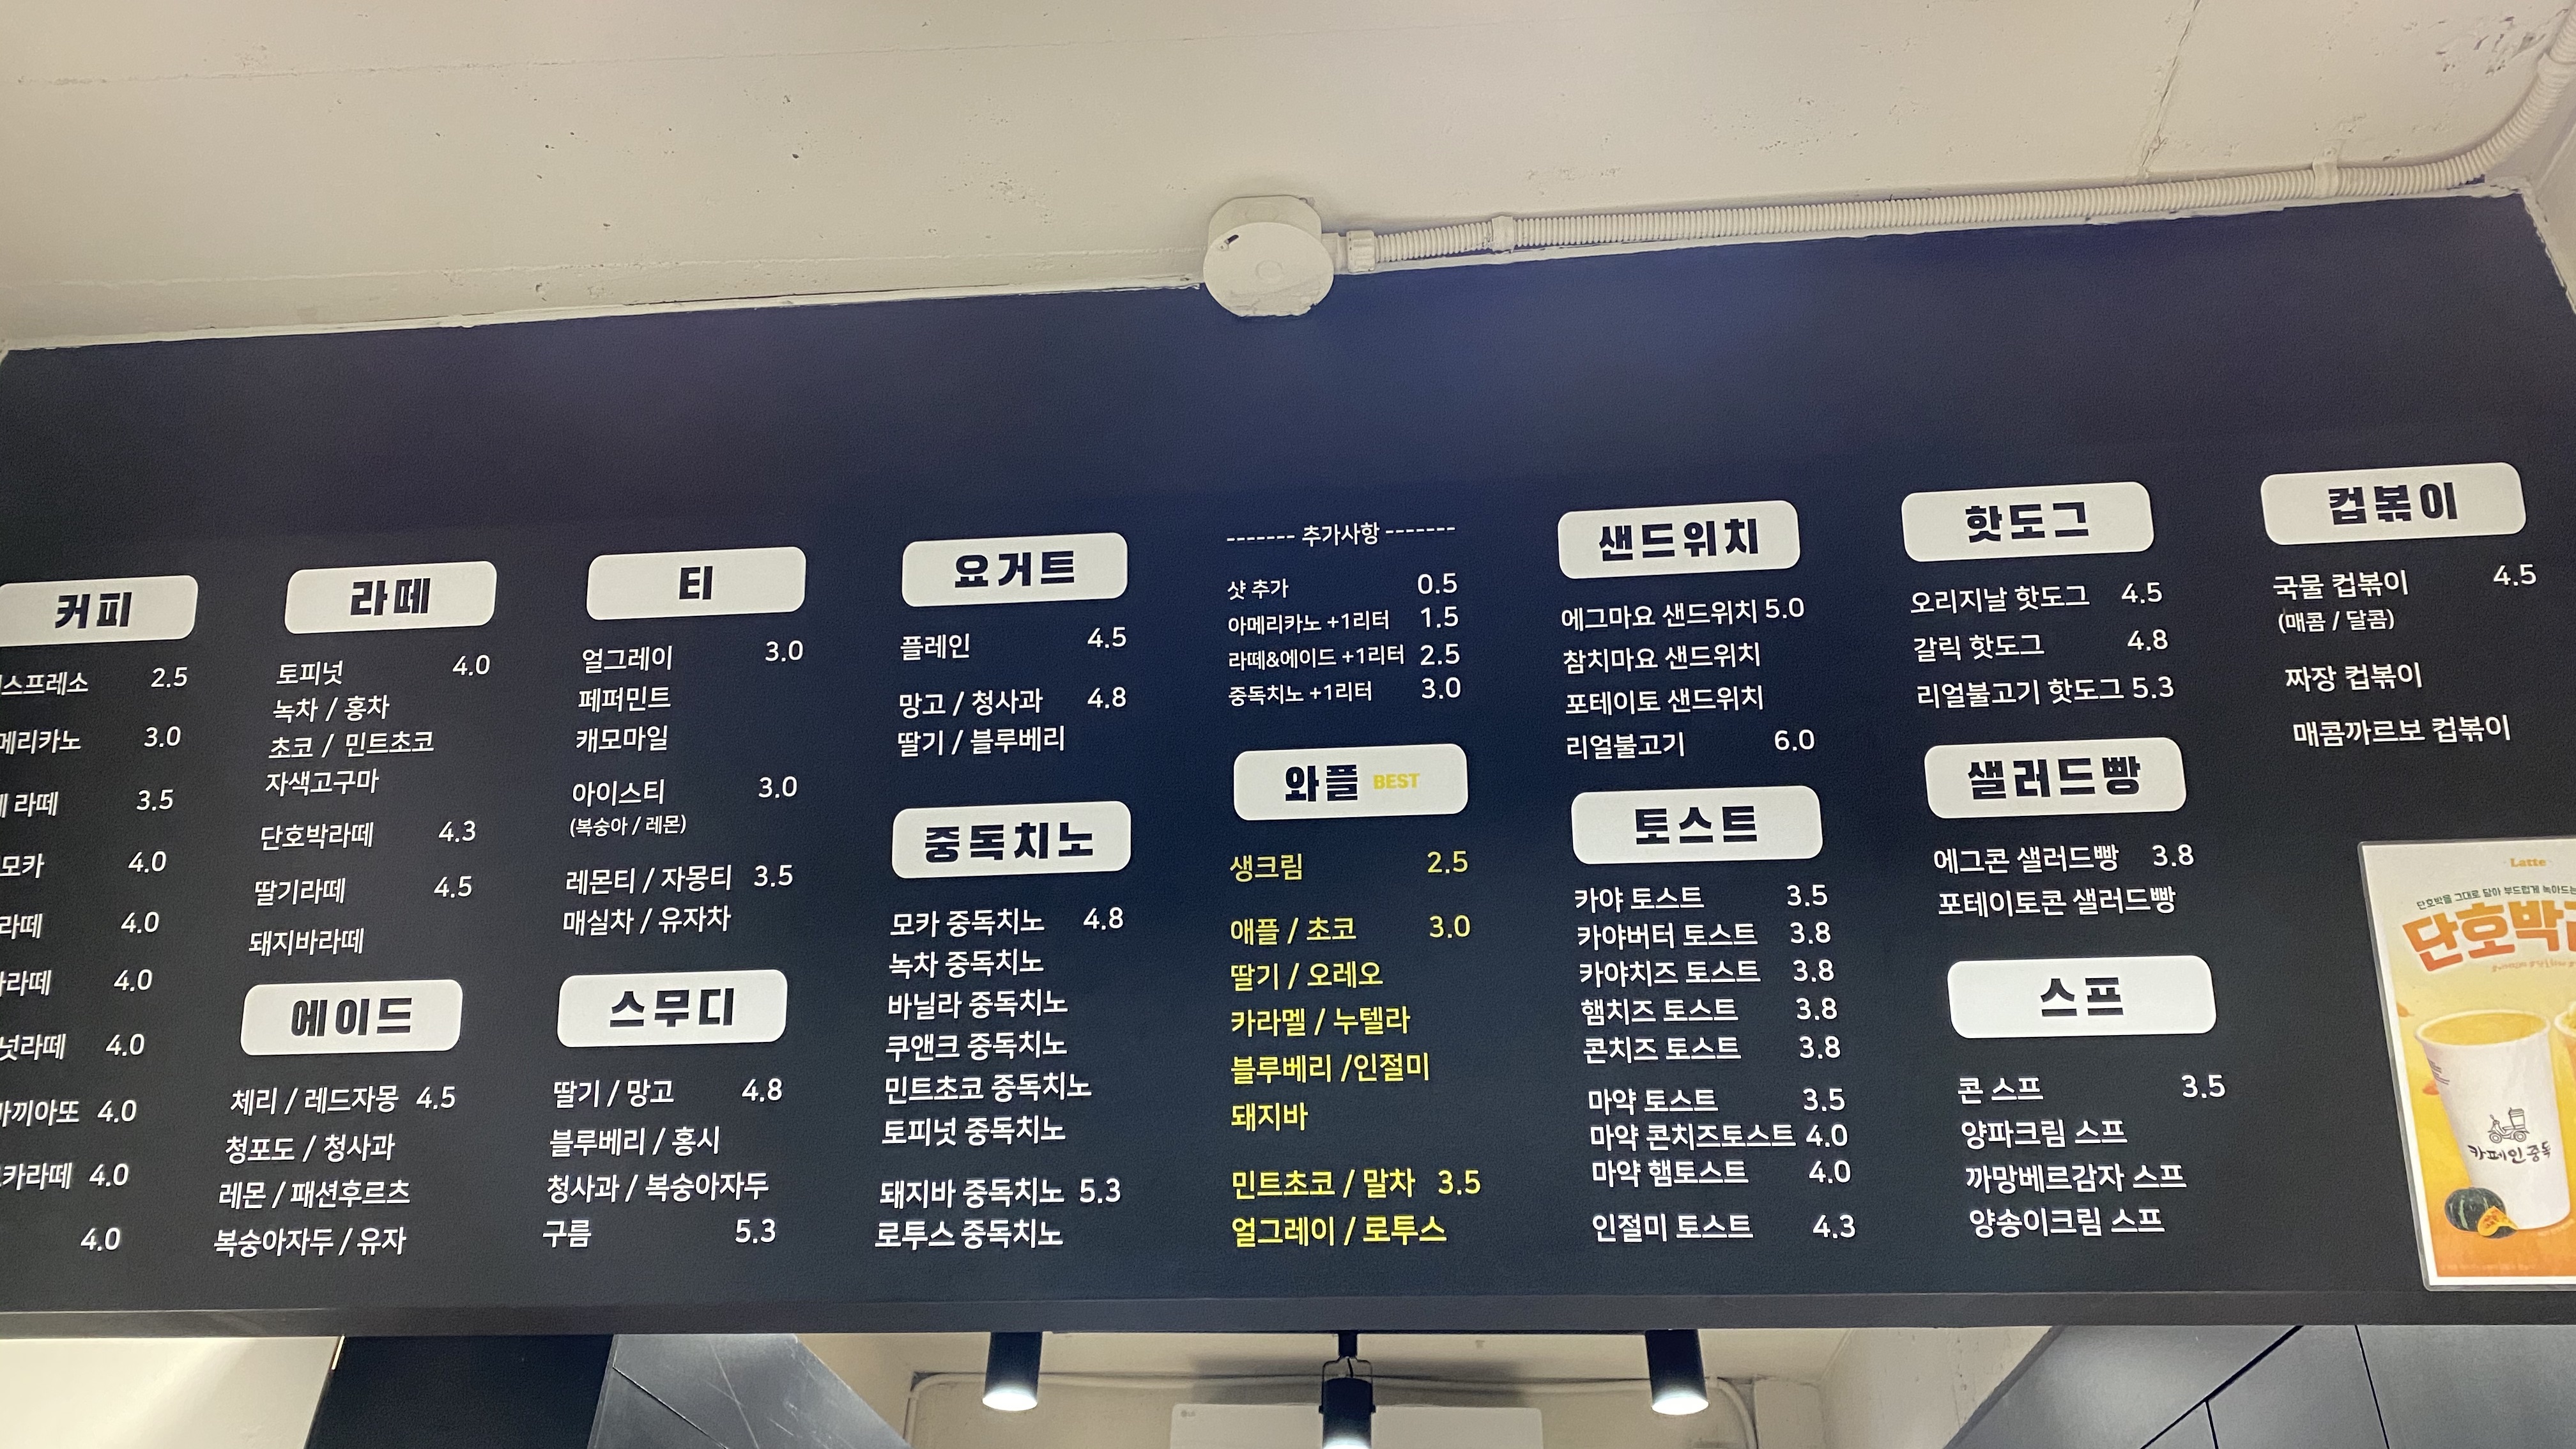 커피
스프레소 2.5
메리카노 3.0
라떼 3.5
모카 4.0
라떼 4.0
라떼 4.0
넛라떼 4.0
끼아또 4.0
카라떼 4.0
4.0
라떼
토피넛 4.0
녹차 / 홍차
초코 / 민트초코
자색고구마
단호박라떼 4.3
딸기라떼 4.5
돼지바라떼
에이드
체리 / 레드자몽 4.5
청포도 / 청사과
레몬 / 패션후르츠
복숭아자두 / 유자
티
얼그레이 3.0
페퍼민트
캐모마일
아이스티 3.0
(복숭아 / 레몬)
레몬티 / 자몽티 3.5
매실차 / 유자차
스무디
딸기 / 망고 4.8
블루베리 / 홍시
청사과 / 복숭아자두
구름 5.3
요거트
플레인 4.5
망고 / 청사과 4.8
딸기 / 블루베리
중독치노
모카 중독치노 4.8
녹차 중독치노
바닐라 중독치노
쿠앤크 중독치노
민트초코 중독치노
토피넛 중독치노
돼지바 중독치노 5.3
로투스 중독치노
------- 추가사항 -------
샷 추가 0.5
아메리카노 +1리터 1.5
라떼&에이드 +1리터 2.5
중독치노 +1리터 3.0
와플 BEST
생크림 2.5
애플 / 초코 3.0
딸기 / 오레오
카라멜 / 누텔라
블루베리 /인절미
돼지바
민트초코 / 말차 3.5
얼그레이 / 로투스
샌드위치
에그마요 샌드위치 5.0
참치마요 샌드위치
포테이토 샌드위치
리얼불고기 6.0
토스트
카야 토스트 3.5
카야버터 토스트 3.8
카야치즈 토스트 3.8
햄치즈 토스트 3.8
콘치즈 토스트 3.8
마약 토스트 3.5
마약 콘치즈토스트 4.0
마약 햄토스트 4.0
인절미 토스트 4.3
핫도그
오리지날 핫도그 4.5
갈릭 핫도그 4.8
리얼불고기 핫도그 5.3
샐러드빵
에그콘 샐러드빵 3.8
포테이토콘 샐러드빵
스프
콘 스프 3.5
양파크림 스프
까망베르감자 스프
양송이크림 스프
컵볶이
국물 컵볶이 4.5
(매콤 / 달콤)
짜장 컵볶이
매콤까르보 컵볶이
Latte
단호박을 그대로 담아 부드럽게 녹아드는
단호박
카페인중독
LG